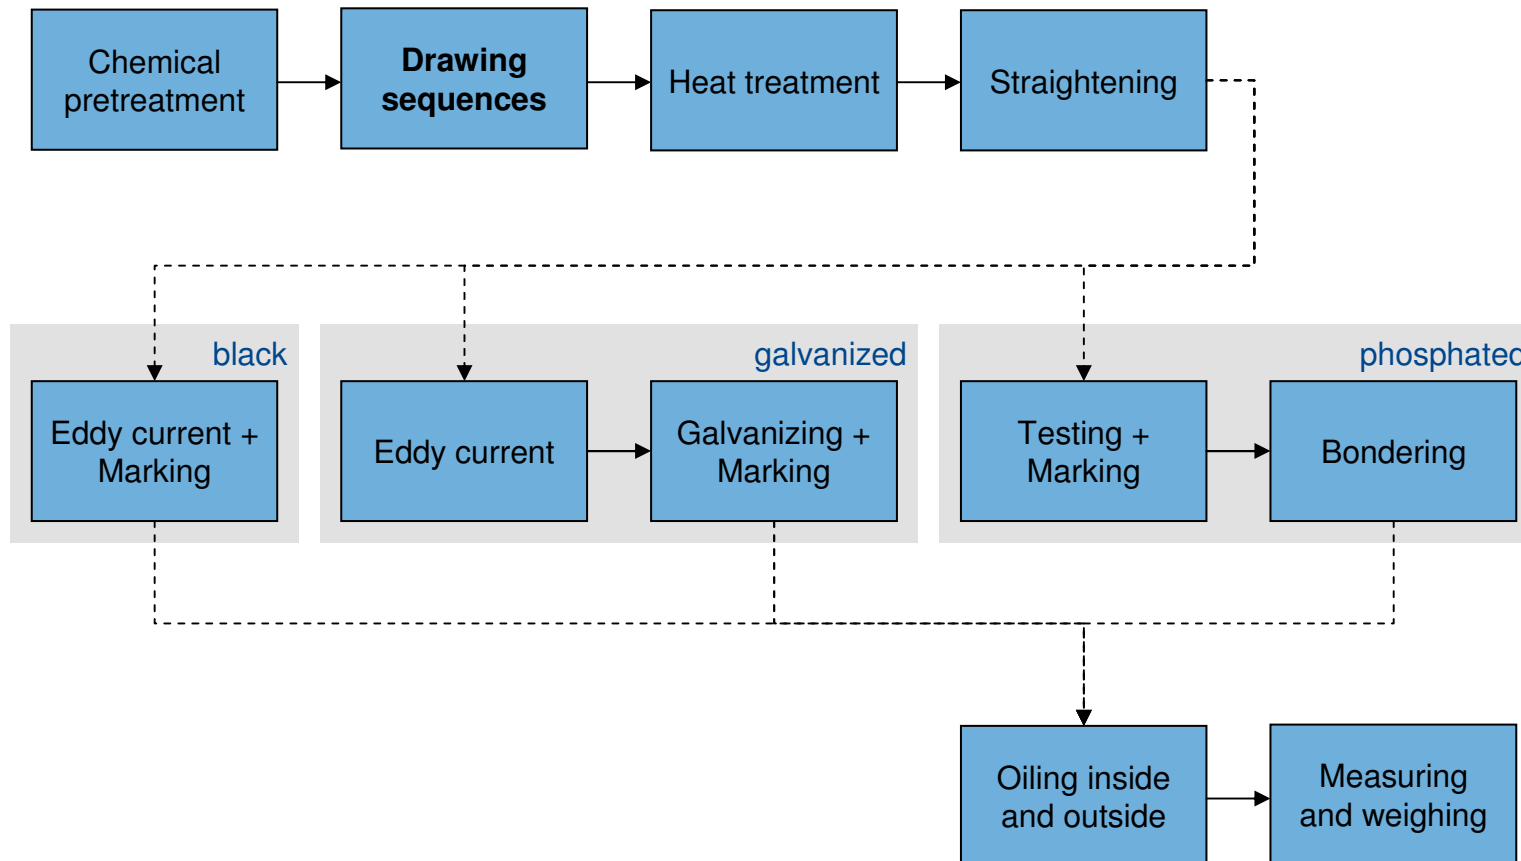 Chemical
pretreatment
Drawing
sequences
Heat treatment
Straightening
black
galvanized
phosphated
Eddy current +
Marking
Eddy current
Galvanizing +
Marking
Testing +
Marking
Bondering
Oiling inside
and outside
Measuring
and weighing